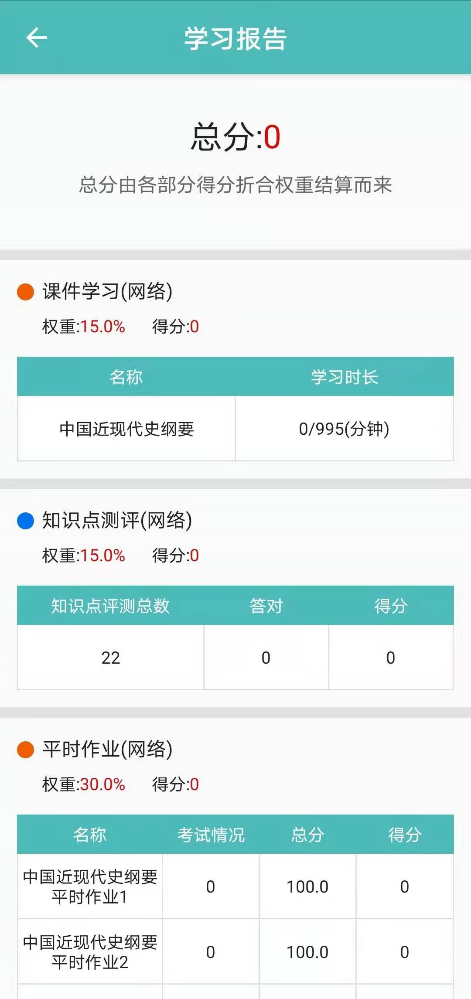 学习报告
总分:0
总分由各部分得分折合权重结算而来
课件学习(网络)
权重:15.0% 得分:0
名称 学习时长
中国近现代史纲要 0/995(分钟)
知识点测评(网络)
权重:15.0% 得分:0
知识点评测总数 答对 得分
22 0 0
平时作业(网络)
权重:30.0% 得分:0
名称 考试情况 总分 得分
中国近现代史纲要
平时作业1 0 100.0 0
中国近现代史纲要
平时作业2 0 100.0 0